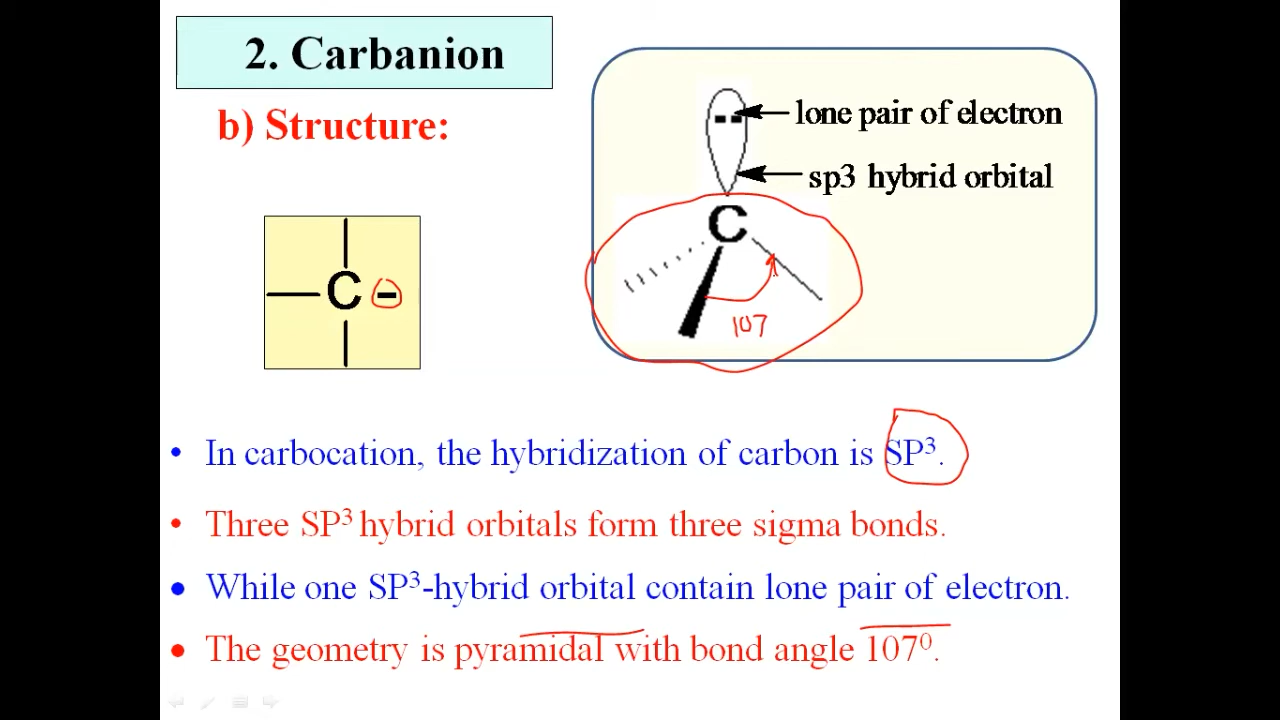 2. Carbanion
b) Structure:
lone pair of electron
sp3 hybrid orbital
C
C -
107
• In carbocation, the hybridization of carbon is SP³.
• Three SP³ hybrid orbitals form three sigma bonds.
• While one SP³-hybrid orbital contain lone pair of electron.
• The geometry is pyramidal with bond angle 107⁰.